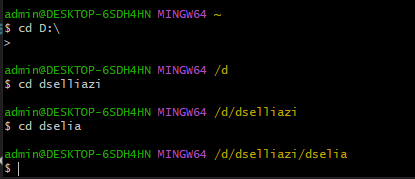 admin@DESKTOP-6SDH4HN MINGW64 ~
$ cd D:\
>
admin@DESKTOP-6SDH4HN MINGW64 /d
$ cd dselliazi
admin@DESKTOP-6SDH4HN MINGW64 /d/dselliazi
$ cd dselia
admin@DESKTOP-6SDH4HN MINGW64 /d/dselliazi/dselia
$